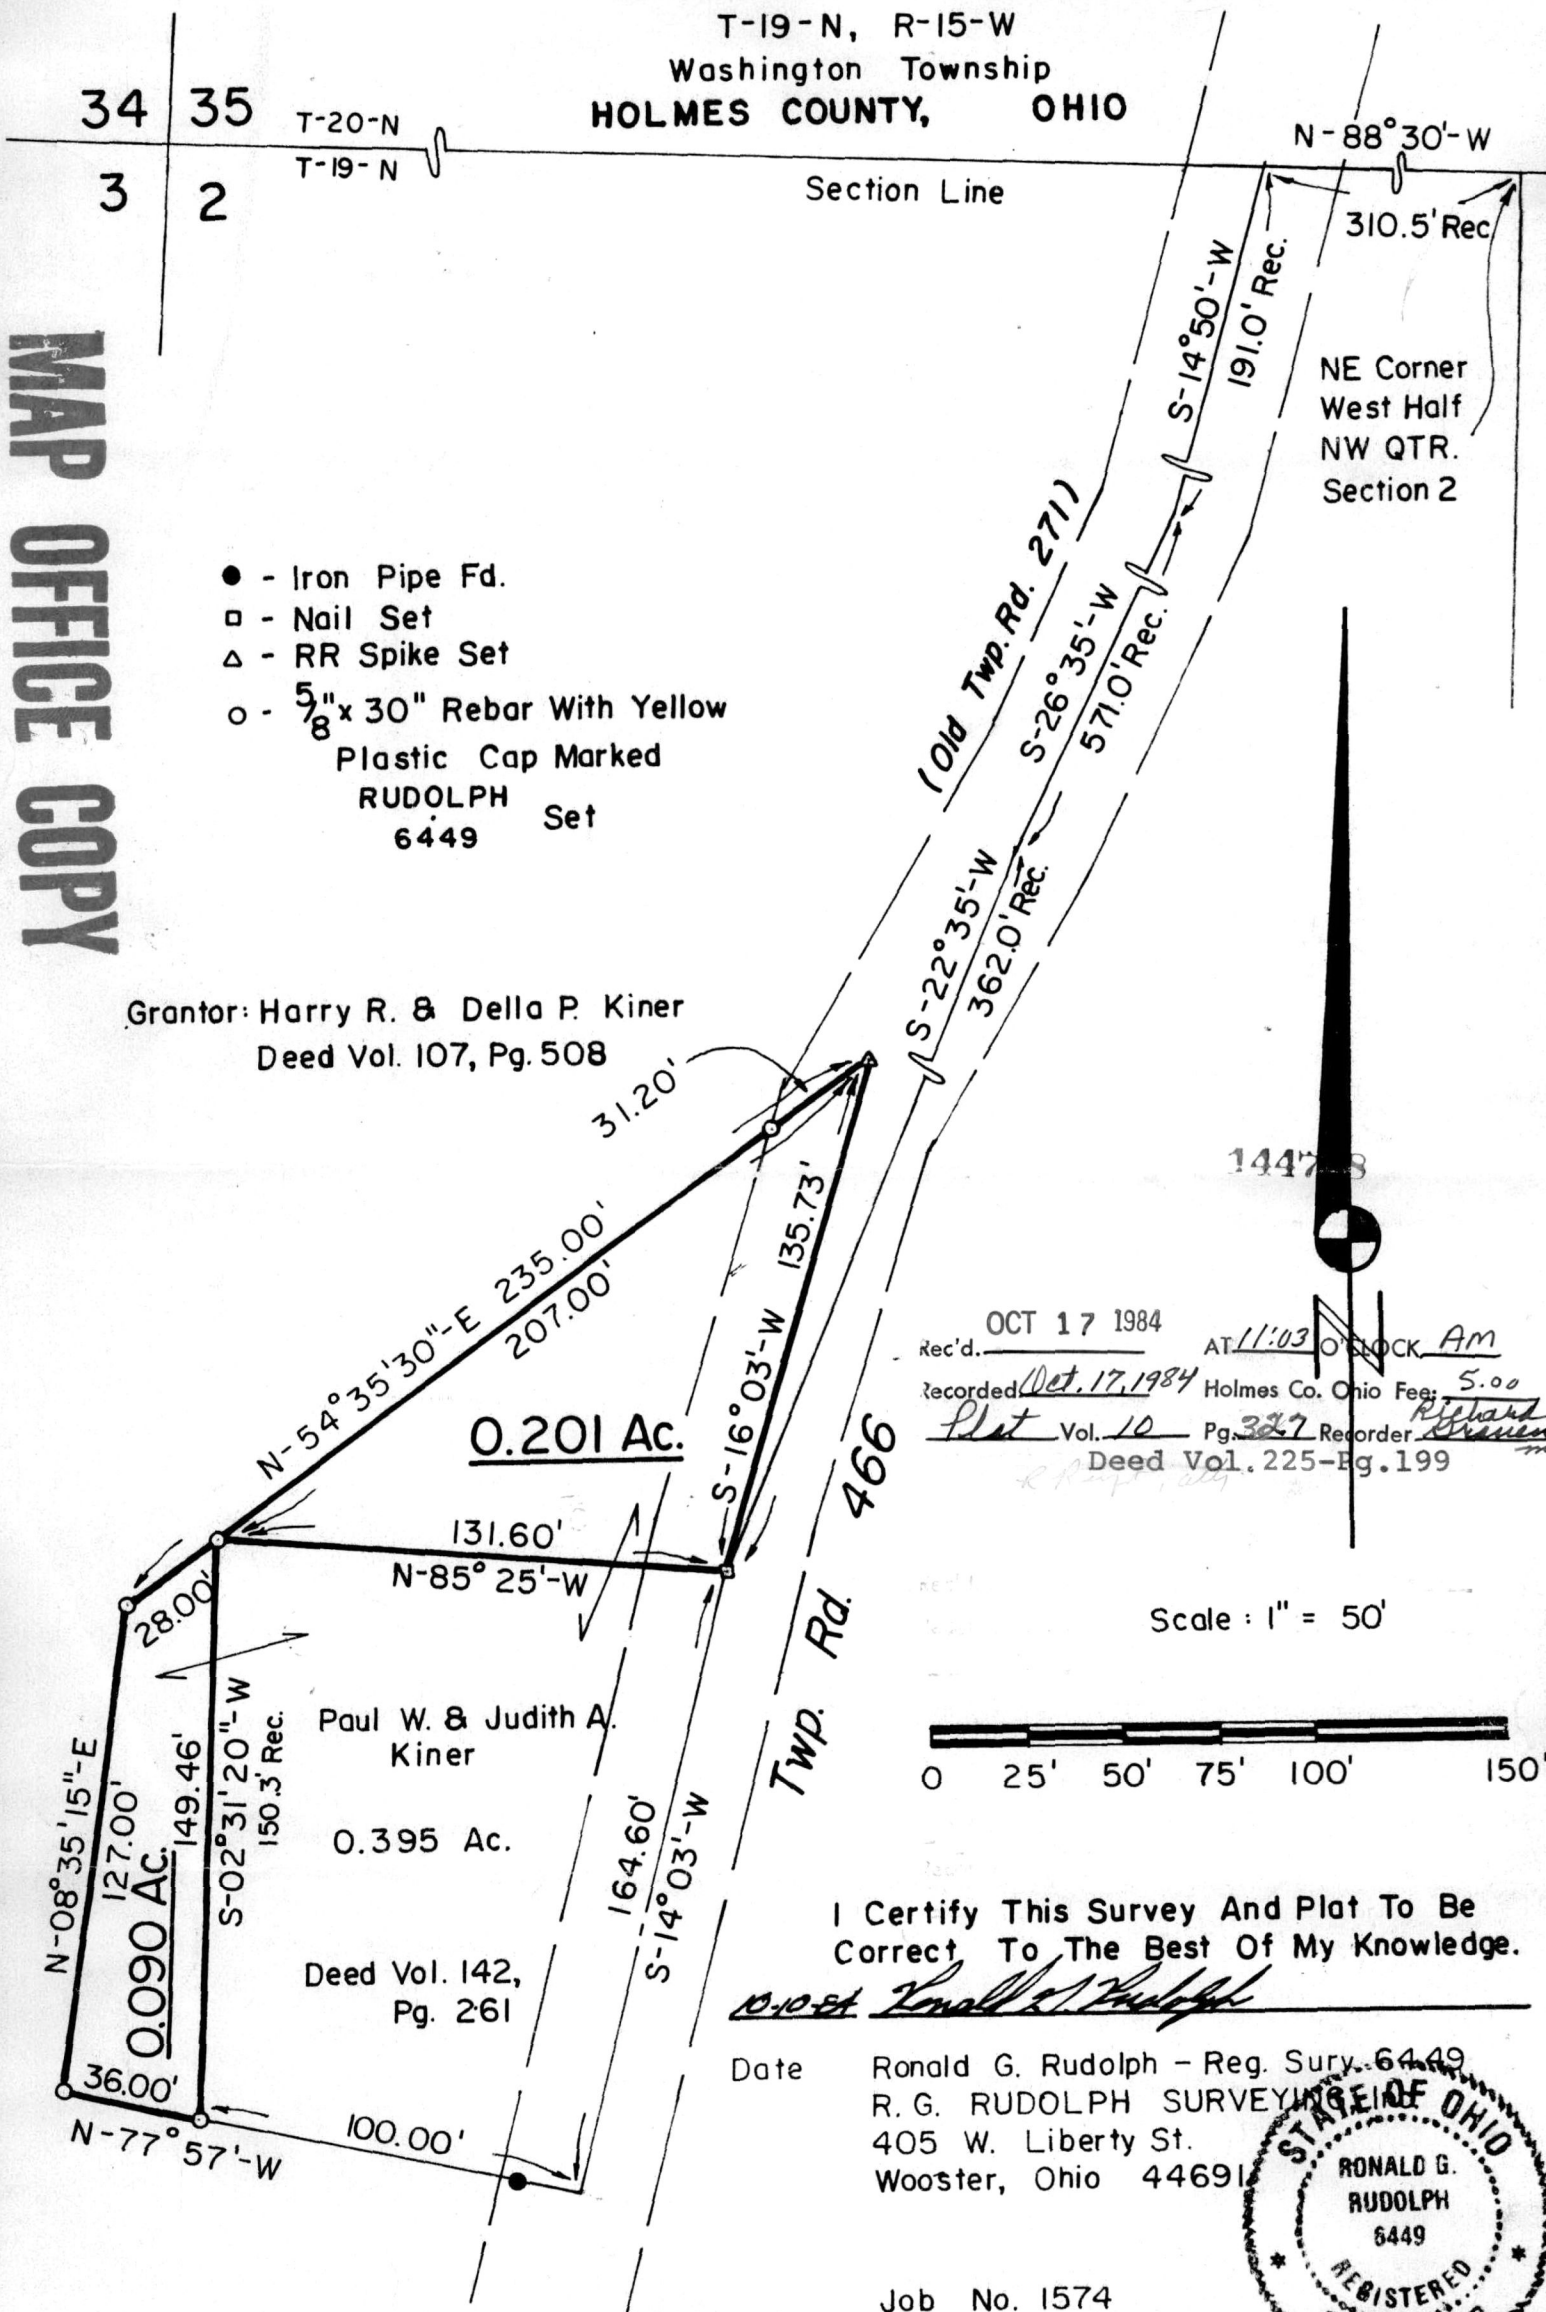 T-19-N, R-15-W
Washington Township
HOLMES COUNTY, OHIO
34 35
T-20-N
T-19-N
3 2
Section Line
N-88°30'-W
310.5' Rec.
S-14°50'-W
191.0' Rec.
NE Corner
West Half
NW QTR.
Section 2
MAP OFFICE COPY
● - Iron Pipe Fd.
□ - Nail Set
△ - RR Spike Set
○ - 5/8" x 30" Rebar With Yellow
Plastic Cap Marked
RUDOLPH
6449 Set
(Old Twp. Rd. 271)
S-26°35'-W
571.0' Rec.
S-22°35'-W
362.0' Rec.
Grantor: Harry R. & Della P. Kiner
Deed Vol. 107, Pg. 508
31.20'
135.73'
S-16°03'-W
N-54°35'30"-E 235.00'
207.00'
0.201 Ac.
1447 8
N
Rec'd. OCT 17 1984 AT 11:03 O'CLOCK AM
Recorded Oct. 17, 1984 Holmes Co. Ohio Fee: 5.00
Plat Vol. 10 Pg. 327 Recorder Richard
Deed Vol. 225-Pg.199
131.60'
N-85°25'-W
28.00'
Twp. Rd. 466
Scale : 1" = 50'
0 25' 50' 75' 100' 150'
Paul W. & Judith A.
Kiner
0.395 Ac.
Deed Vol. 142,
Pg. 261
N-08°35'15"-E
127.00'
0.090 Ac.
149.46'
S-02°31'20"-W
150.3' Rec.
164.60'
S-14°03'-W
36.00'
N-77°57'-W
100.00'
I Certify This Survey And Plat To Be
Correct To The Best Of My Knowledge.
10-10-84 Ronald G. Rudolph
Date
Ronald G. Rudolph - Reg. Surv. 6449
R. G. RUDOLPH SURVEYING, INC.
405 W. Liberty St.
Wooster, Ohio 44691
Job No. 1574
STATE OF OHIO
RONALD G.
RUDOLPH
6449
REGISTERED